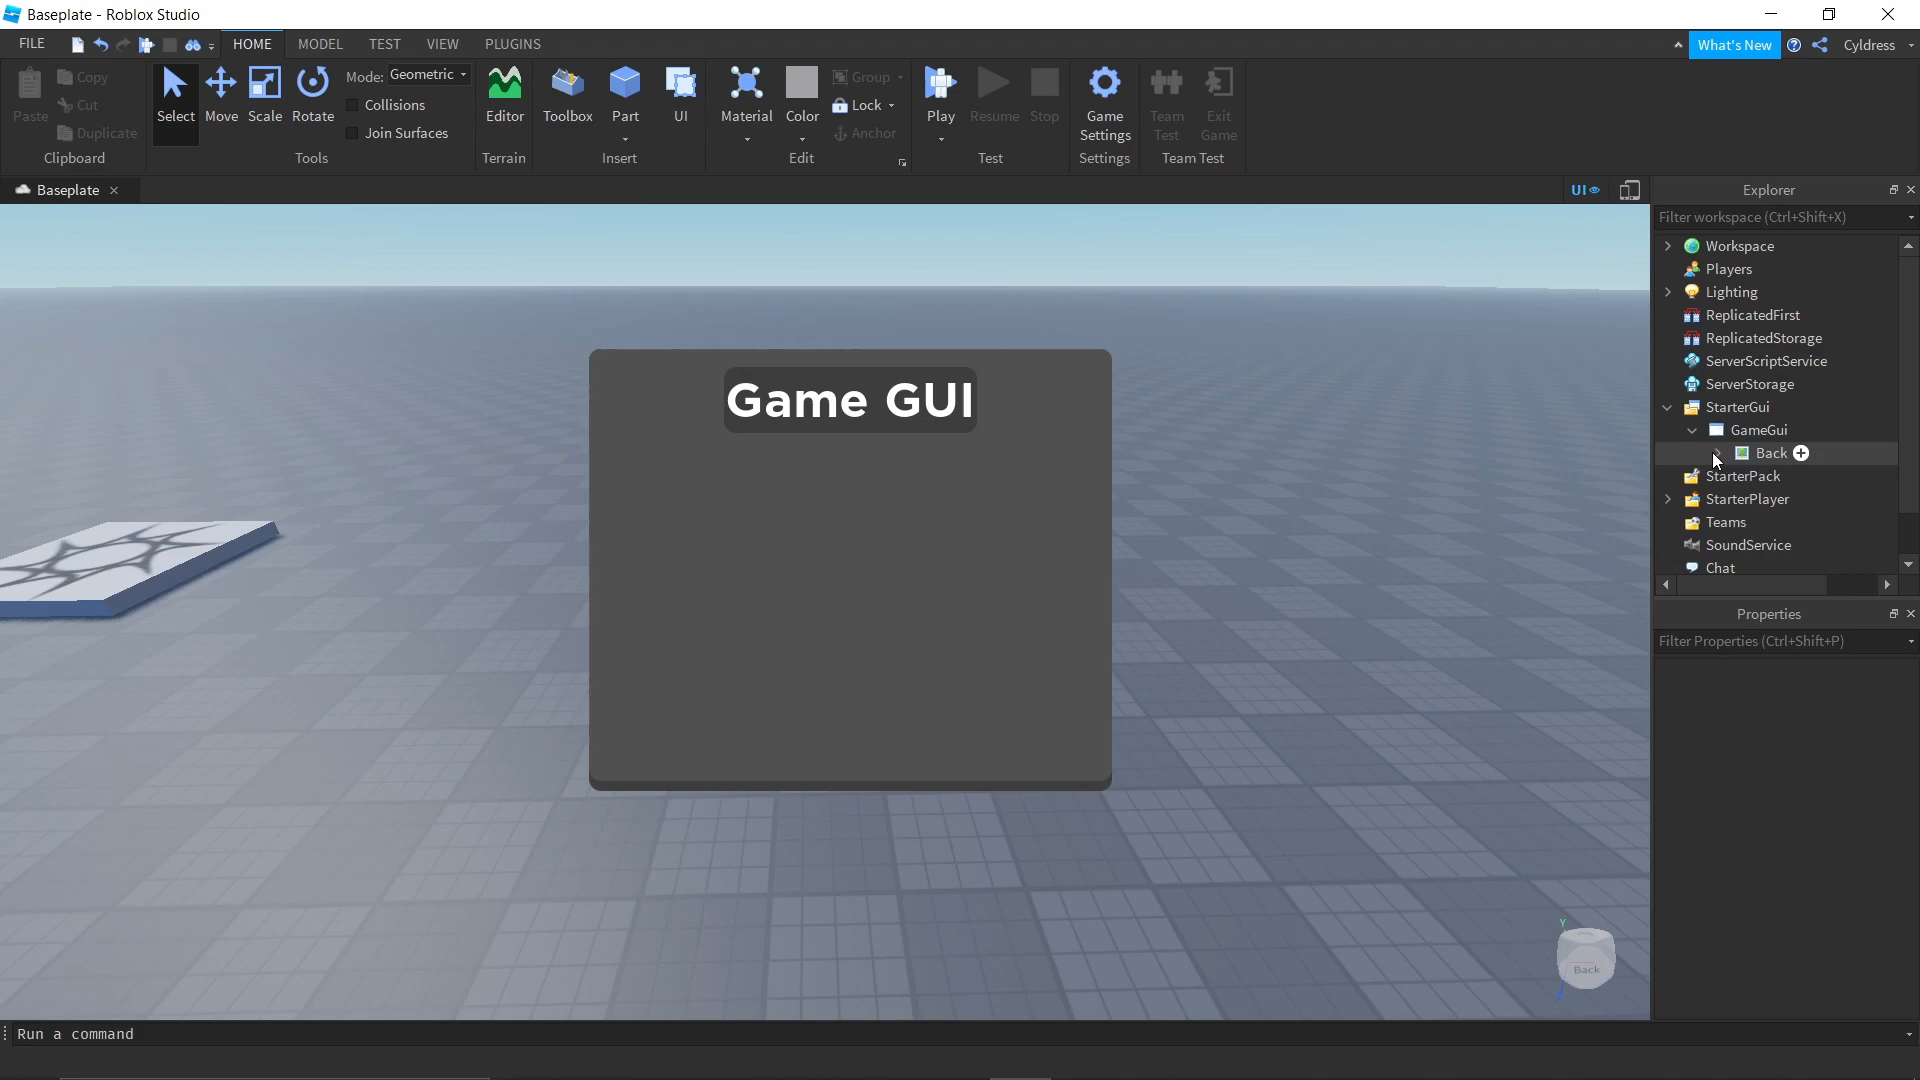 Baseplate - Roblox Studio
FILE HOME MODEL TEST VIEW PLUGINS What's New Cyldress
Paste Copy Cut Duplicate
Clipboard
Select Move Scale Rotate
Mode: Geometric
Collisions
Join Surfaces
Tools
Editor
Terrain
Toolbox Part UI
Insert
Material Color Group Lock Anchor
Edit
Play Resume Stop
Test
Game Settings
Settings
Team Test Exit Game
Team Test
Baseplate UI
Game GUI
Back
Y
Explorer
Filter workspace (Ctrl+Shift+X)
Workspace
Players
Lighting
ReplicatedFirst
ReplicatedStorage
ServerScriptService
ServerStorage
StarterGui
GameGui
Back
StarterPack
StarterPlayer
Teams
SoundService
Chat
Properties
Filter Properties (Ctrl+Shift+P)
Run a command